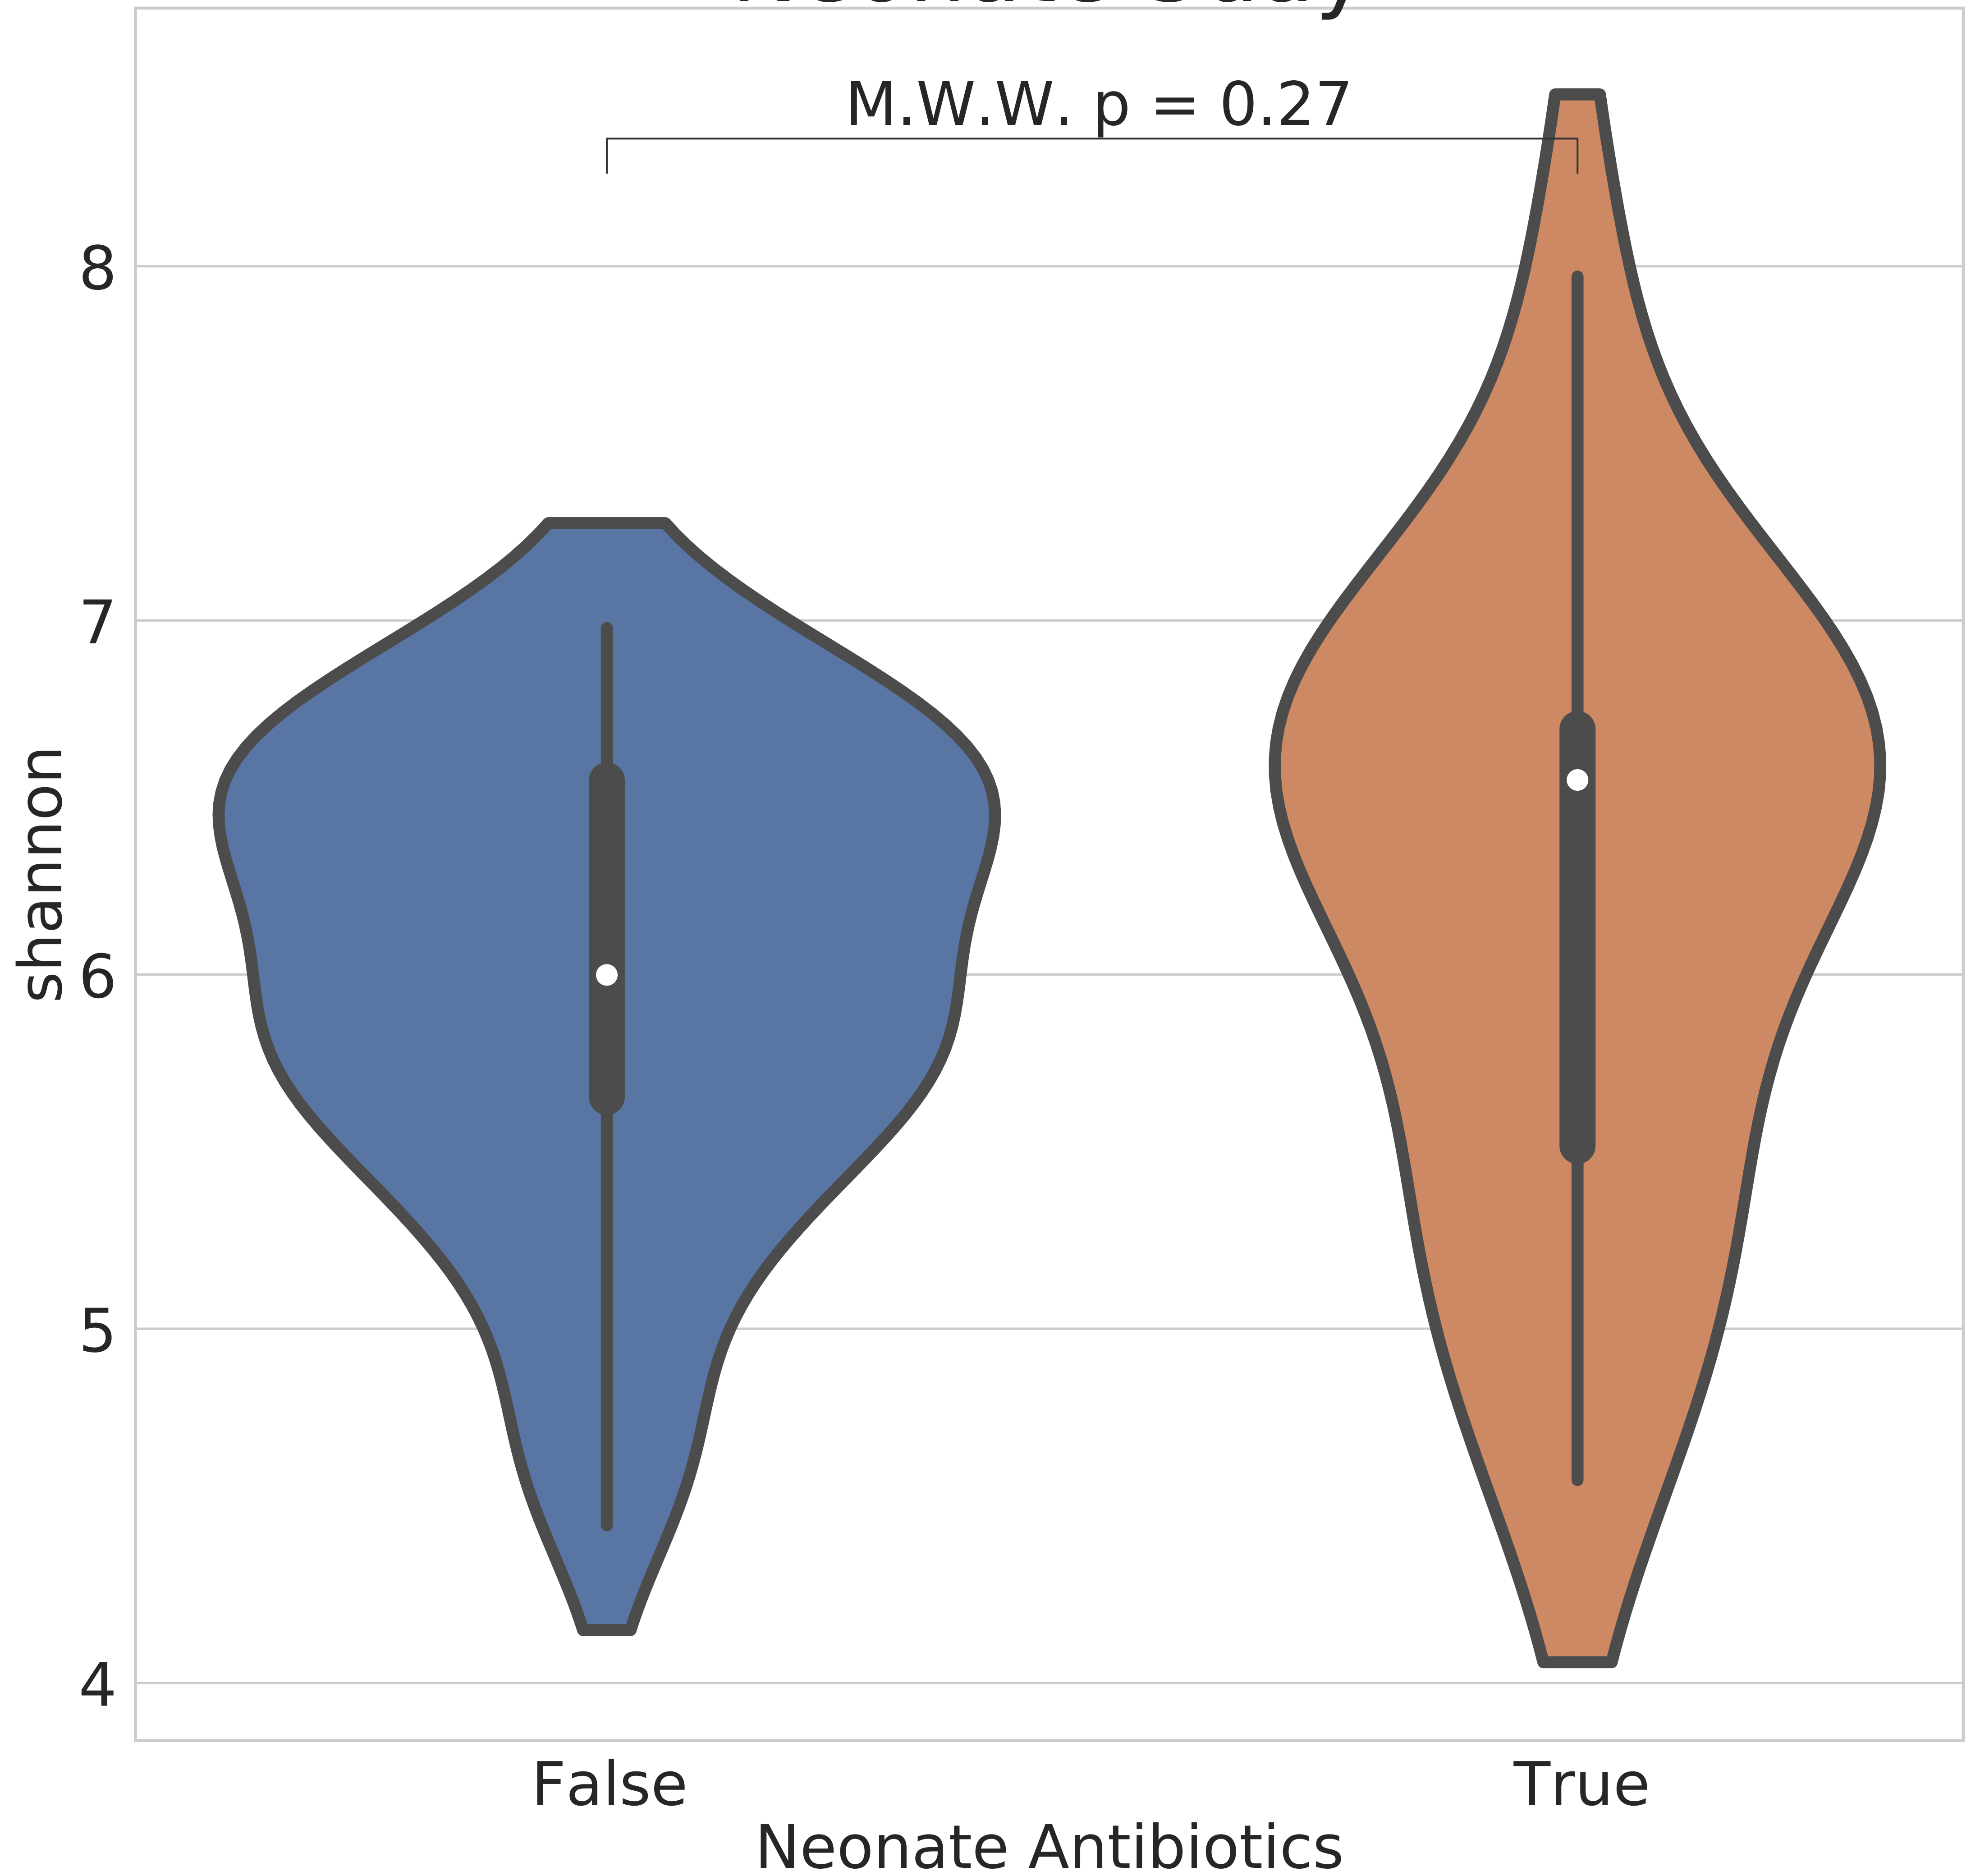 M.W.W. p = 0.27
8
7
6
5
4
shannon
False True
Neonate Antibiotics